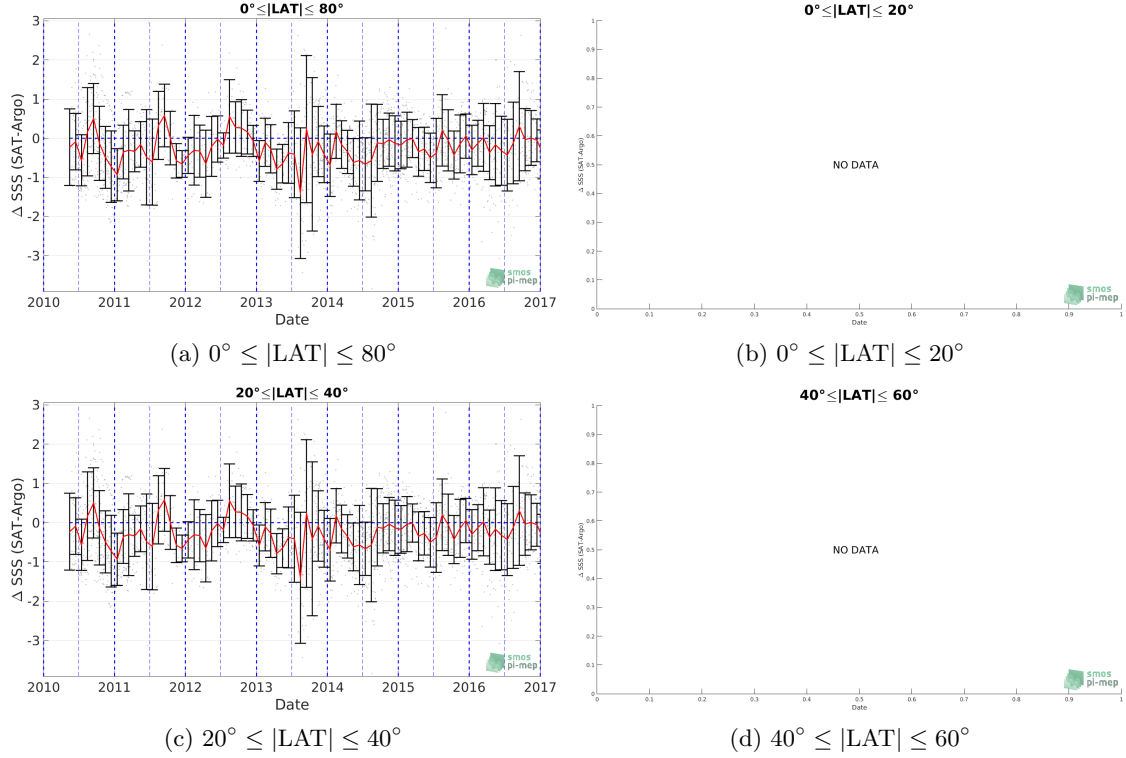 0°≤|LAT|≤ 80°
3
2
1
0
-1
-2
-3
Δ SSS (SAT-Argo)
2010 2011 2012 2013 2014 2015 2016 2017
Date
smos
pi-mep
(a) 0° ≤ |LAT| ≤ 80°
0°≤|LAT|≤ 20°
1
0.9
0.8
0.7
0.6
0.5
0.4
0.3
0.2
0.1
0
Δ SSS (SAT-Argo)
NO DATA
0 0.1 0.2 0.3 0.4 0.5 0.6 0.7 0.8 0.9 1
Date
smos
pi-mep
(b) 0° ≤ |LAT| ≤ 20°
20°≤|LAT|≤ 40°
3
2
1
0
-1
-2
-3
Δ SSS (SAT-Argo)
2010 2011 2012 2013 2014 2015 2016 2017
Date
smos
pi-mep
(c) 20° ≤ |LAT| ≤ 40°
40°≤|LAT|≤ 60°
1
0.9
0.8
0.7
0.6
0.5
0.4
0.3
0.2
0.1
0
Δ SSS (SAT-Argo)
NO DATA
0 0.1 0.2 0.3 0.4 0.5 0.6 0.7 0.8 0.9 1
Date
smos
pi-mep
(d) 40° ≤ |LAT| ≤ 60°